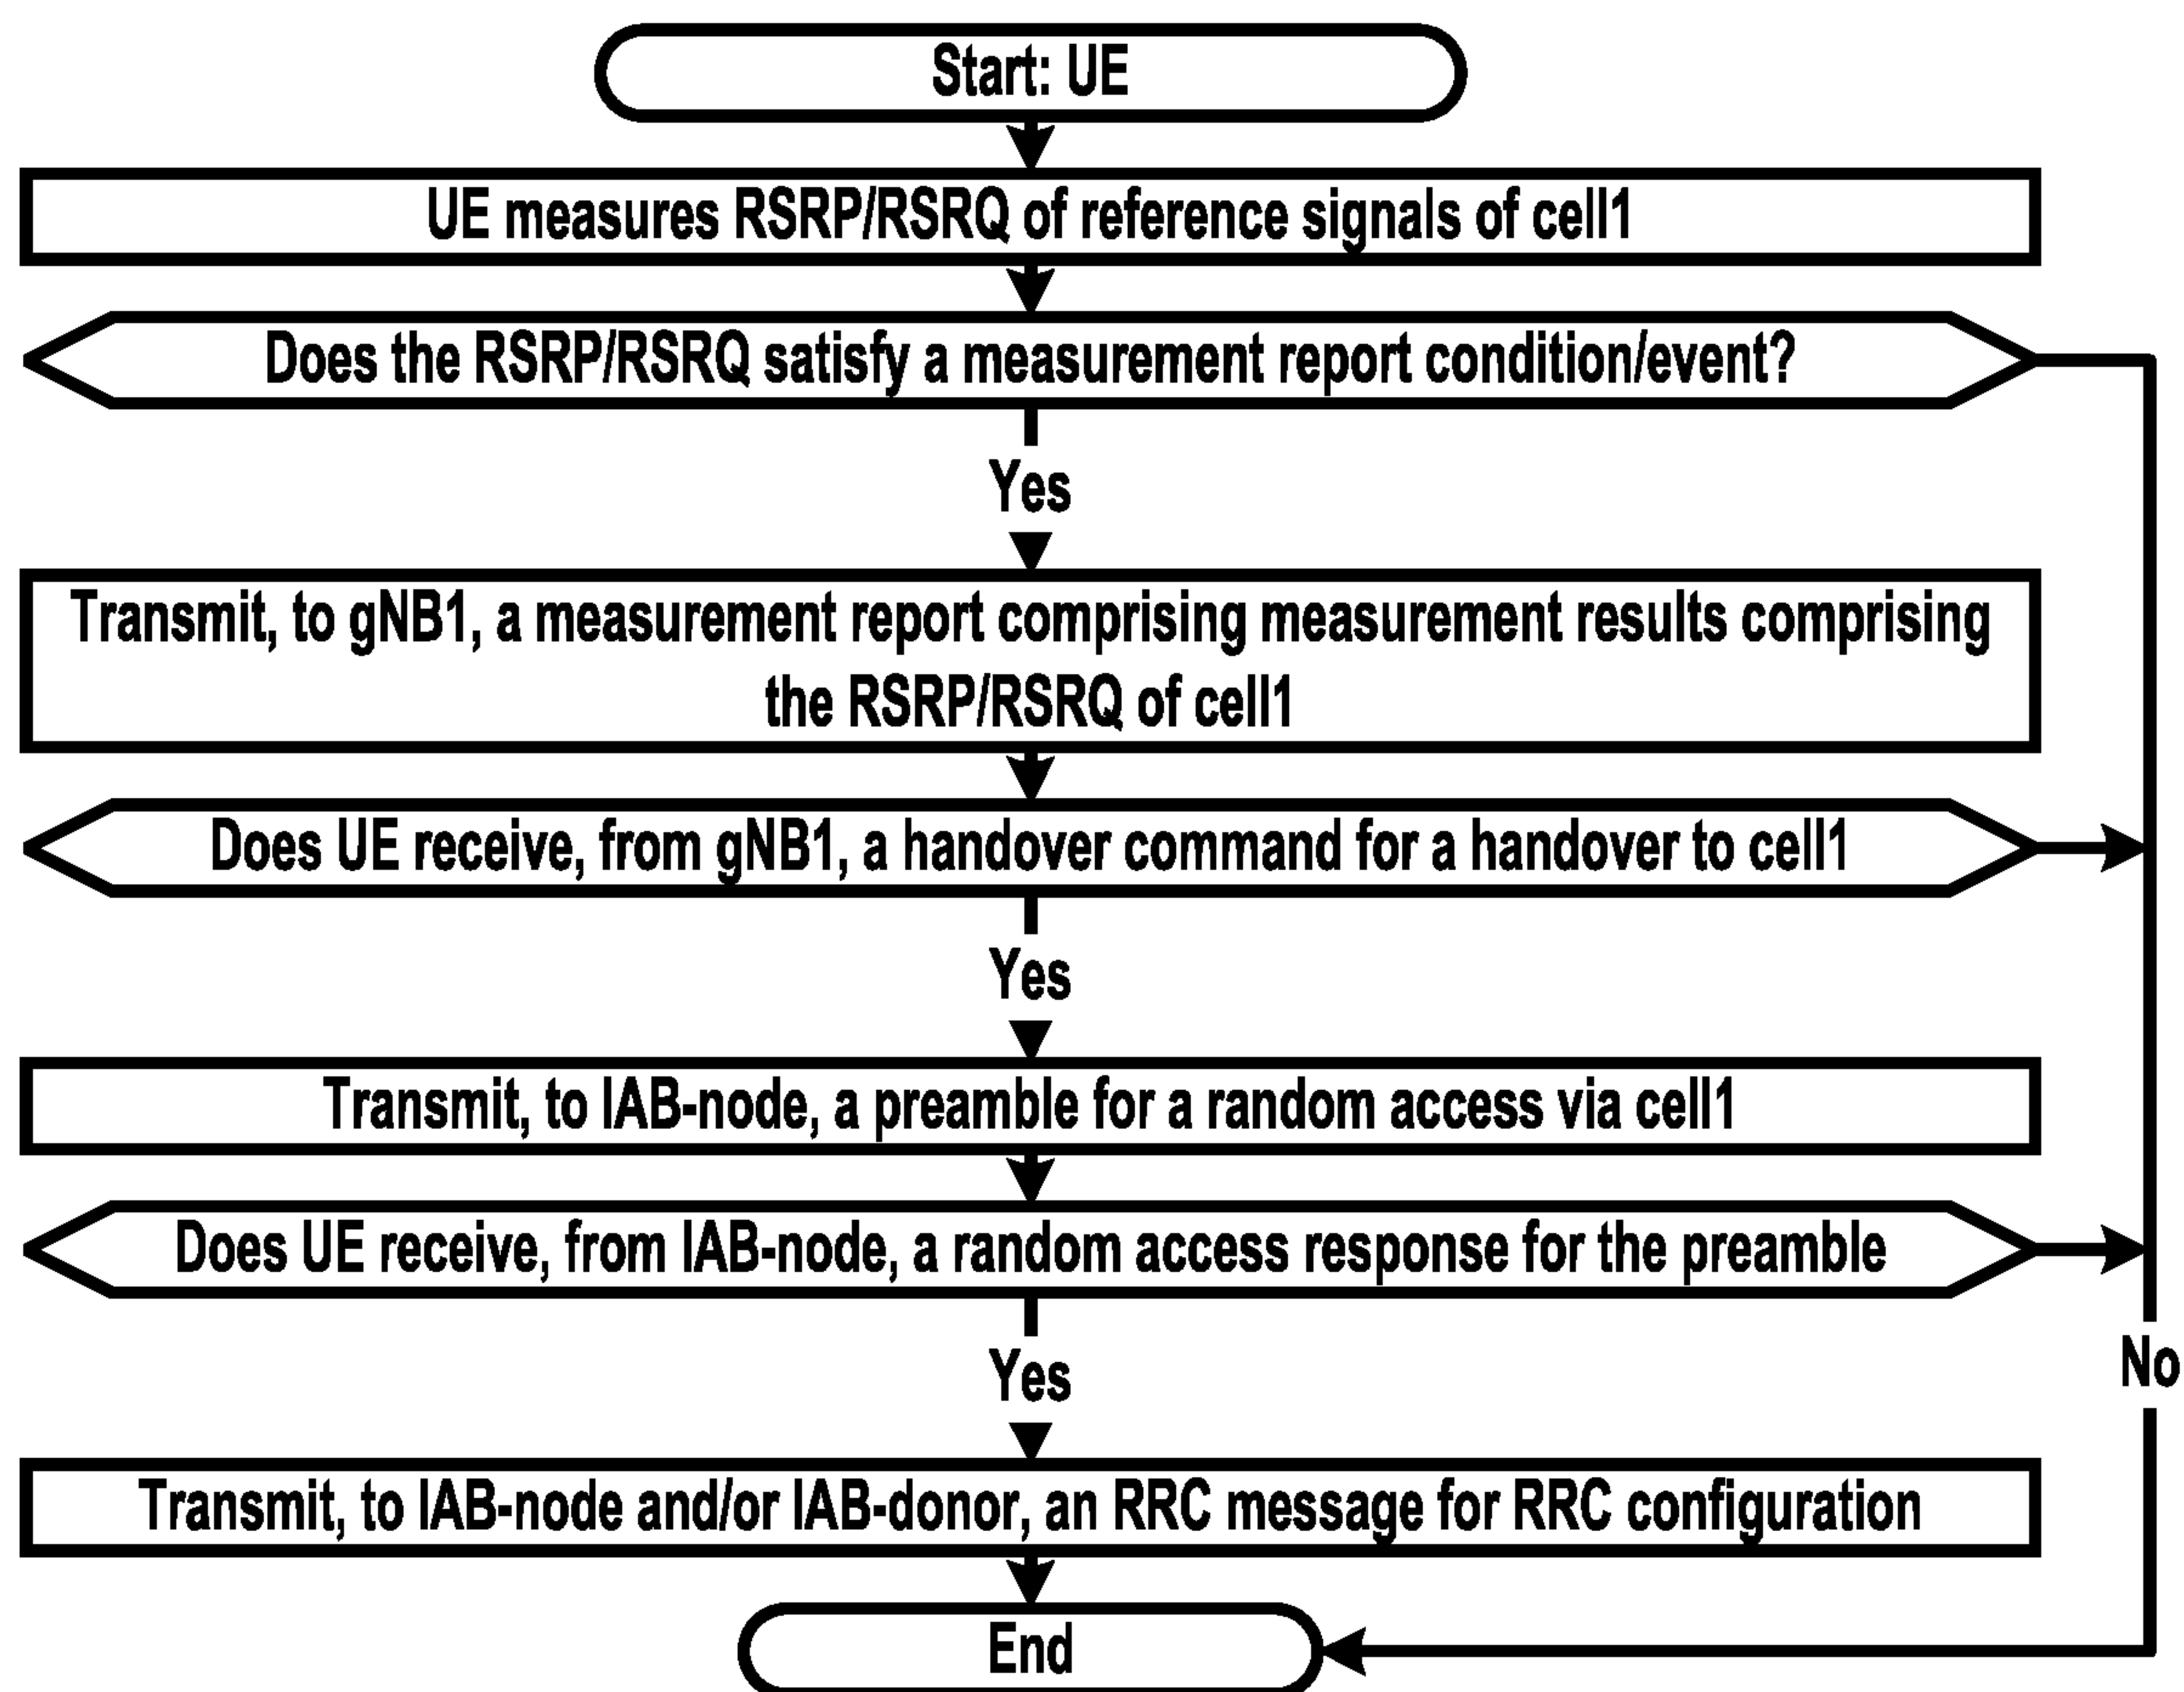 Start: UE
UE measures RSRP/RSRQ of reference signals of cell1
Does the RSRP/RSRQ satisfy a measurement report condition/event?
Yes
Transmit, to gNB1, a measurement report comprising measurement results comprising
the RSRP/RSRQ of cell1
Does UE receive, from gNB1, a handover command for a handover to cell1
Yes
Transmit, to IAB-node, a preamble for a random access via cell1
Does UE receive, from IAB-node, a random access response for the preamble
Yes
No
Transmit, to IAB-node and/or IAB-donor, an RRC message for RRC configuration
End